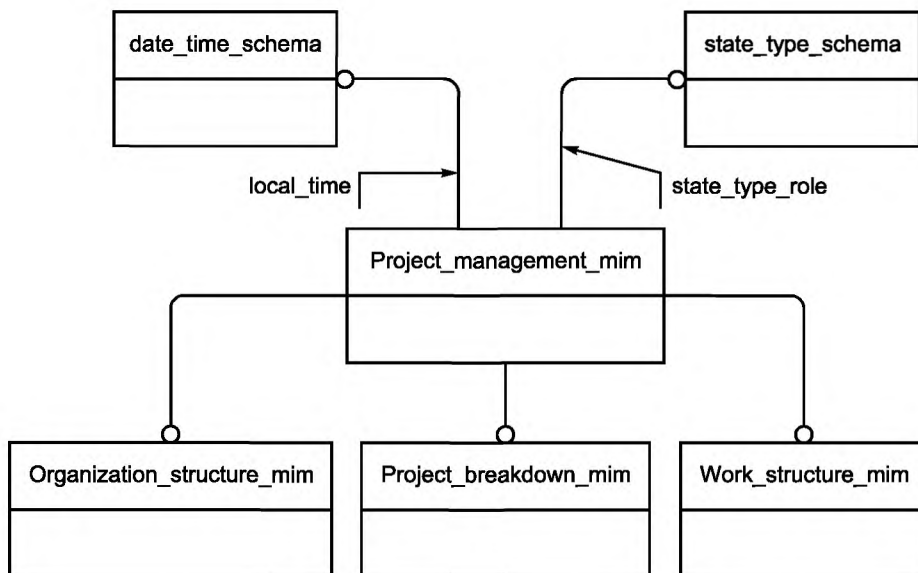 date_time_schema
state_type_schema
local_time
state_type_role
Project_management_mim
Organization_structure_mim
Project_breakdown_mim
Work_structure_mim